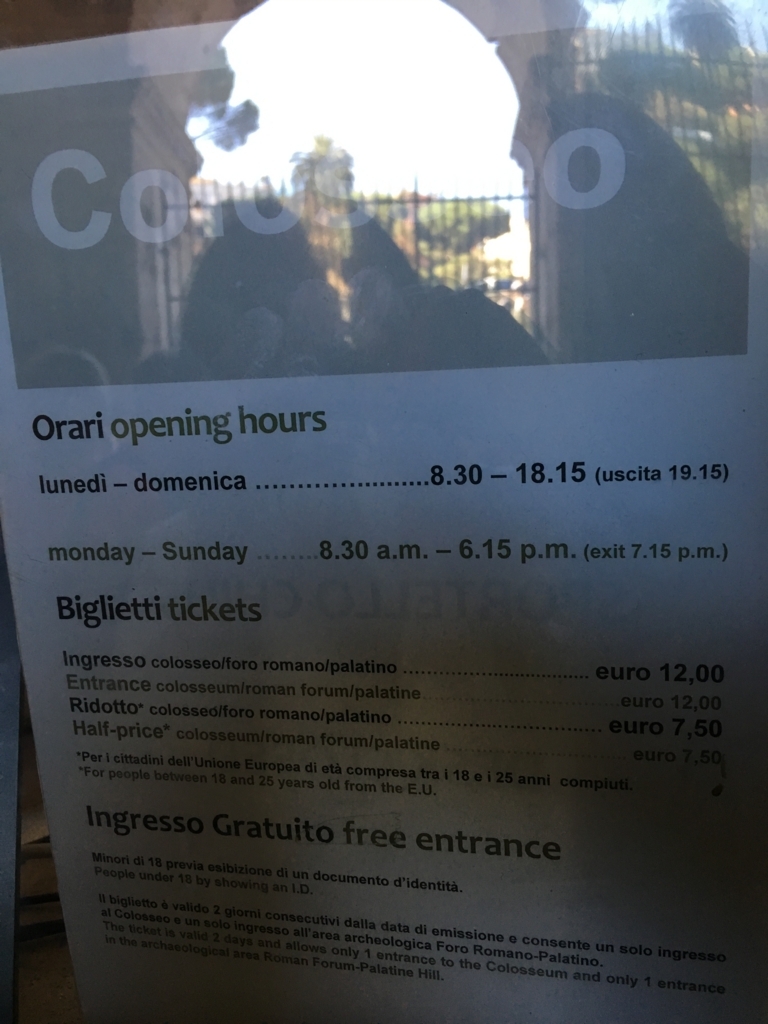 Colosseo
Orari opening hours
lunedì – domenica .............................8.30 – 18.15 (uscita 19.15)
monday – Sunday ........8.30 a.m. – 6.15 p.m. (exit 7.15 p.m.)
Biglietti tickets
Ingresso colosseo/foro romano/palatino ................................ euro 12,00
Entrance colosseum/roman forum/palatine ................................ euro 12,00
Ridotto* colosseo/foro romano/palatino ................................ euro 7,50
Half-price* colosseum/roman forum/palatine ............................ euro 7,50
*Per i cittadini dell'Unione Europea di età compresa tra i 18 e i 25 anni compiuti.
*For people between 18 and 25 years old from the E.U.
Ingresso Gratuito free entrance
Minori di 18 previa esibizione di un documento d'identità.
People under 18 by showing an I.D.
Il biglietto è valido 2 giorni consecutivi dalla data di emissione e consente un solo ingresso
al Colosseo e un solo ingresso all'area archeologica Foro Romano-Palatino.
The ticket is valid 2 days and allows only 1 entrance to the Colosseum and only 1 entrance
in the archaeological area Roman Forum-Palatine Hill.